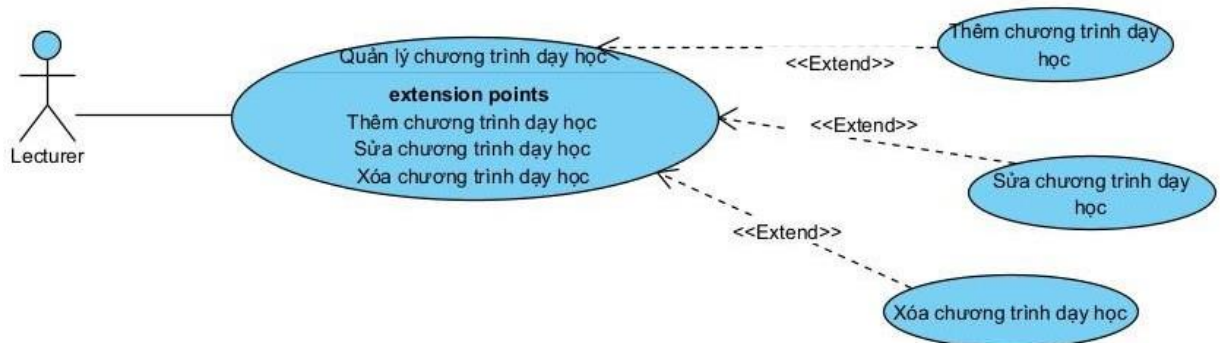 Lecturer
Quản lý chương trình dạy học
extension points
Thêm chương trình dạy học
Sửa chương trình dạy học
Xóa chương trình dạy học
<<Extend>>
Thêm chương trình dạy
học
<<Extend>>
Sửa chương trình dạy
học
<<Extend>>
Xóa chương trình dạy học